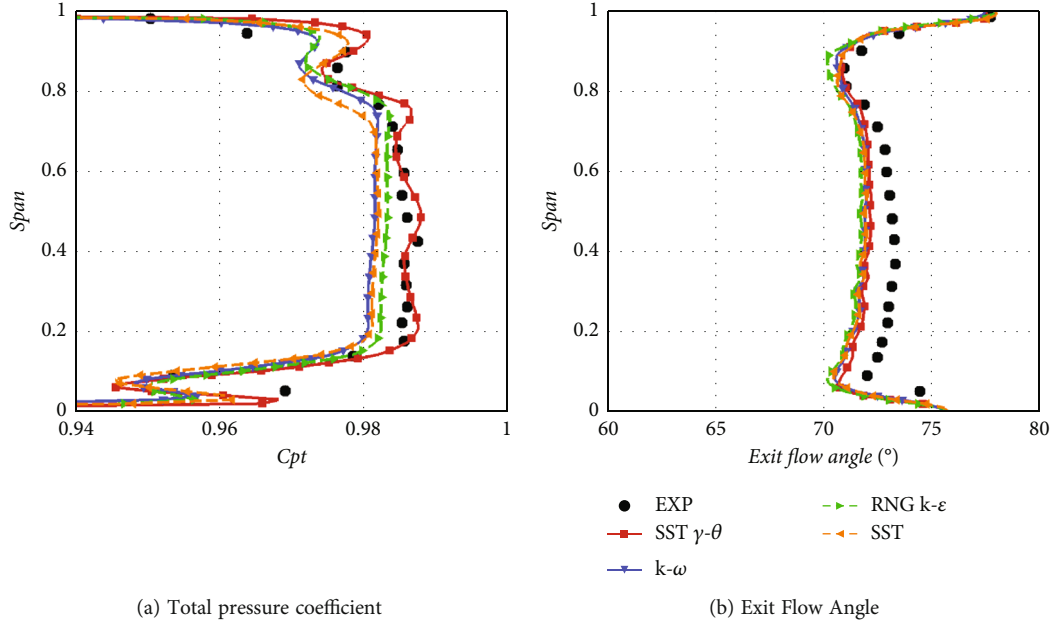 1
0.8
0.6
0.4
0.2
0
Span
0.94
0.96
0.98
1
Cpt
(a) Total pressure coefficient
1
0.8
0.6
0.4
0.2
0
Span
60
65
70
75
80
Exit flow angle (°)
EXP
SST γ-θ
k-ω
RNG k-ε
SST
(b) Exit Flow Angle